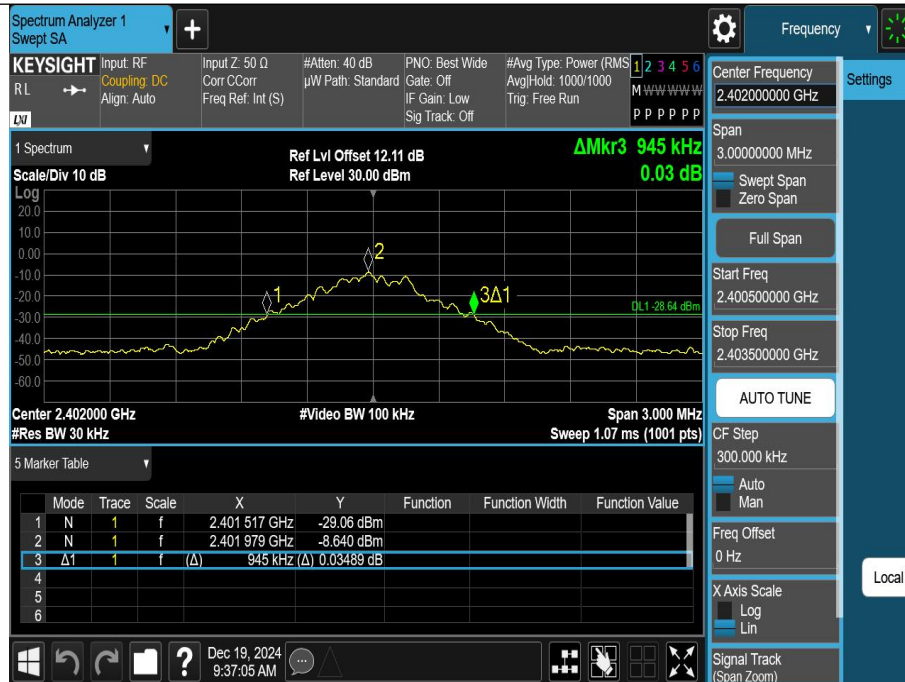 Spectrum Analyzer 1
Swept SA
+
Frequency
KEYSIGHT
RL
LXI
Input: RF
Coupling: DC
Align: Auto
Input Z: 50 Ω
Corr CCorr
Freq Ref: Int (S)
#Atten: 40 dB
µW Path: Standard
PNO: Best Wide
Gate: Off
IF Gain: Low
Sig Track: Off
#Avg Type: Power (RMS
Avg|Hold: 1000/1000
Trig: Free Run
1 2 3 4 5 6
M W W W W W
P P P P P P
Center Frequency
2.402000000 GHz
Settings
Span
3.00000000 MHz
Swept Span
Zero Span
Full Span
Start Freq
2.400500000 GHz
Stop Freq
2.403500000 GHz
AUTO TUNE
CF Step
300.000 kHz
Auto
Man
Freq Offset
0 Hz
X Axis Scale
Log
Lin
Signal Track
(Span Zoom)
Local
1 Spectrum
Scale/Div 10 dB
Ref Lvl Offset 12.11 dB
Ref Level 30.00 dBm
ΔMkr3 945 kHz
0.03 dB
Log
20.0
10.0
0.00
-10.0
-20.0
-30.0
-40.0
-50.0
-60.0
2
1
3Δ1
DL1 -28.64 dBm
Center 2.402000 GHz
#Video BW 100 kHz
Span 3.000 MHz
#Res BW 30 kHz
Sweep 1.07 ms (1001 pts)
5 Marker Table
Mode Trace Scale X Y Function Function Width Function Value
1 N 1 f 2.401 517 GHz -29.06 dBm
2 N 1 f 2.401 979 GHz -8.640 dBm
3 Δ1 1 f (Δ) 945 kHz (Δ) 0.03489 dB
4
5
6
?
Dec 19, 2024
9:37:05 AM